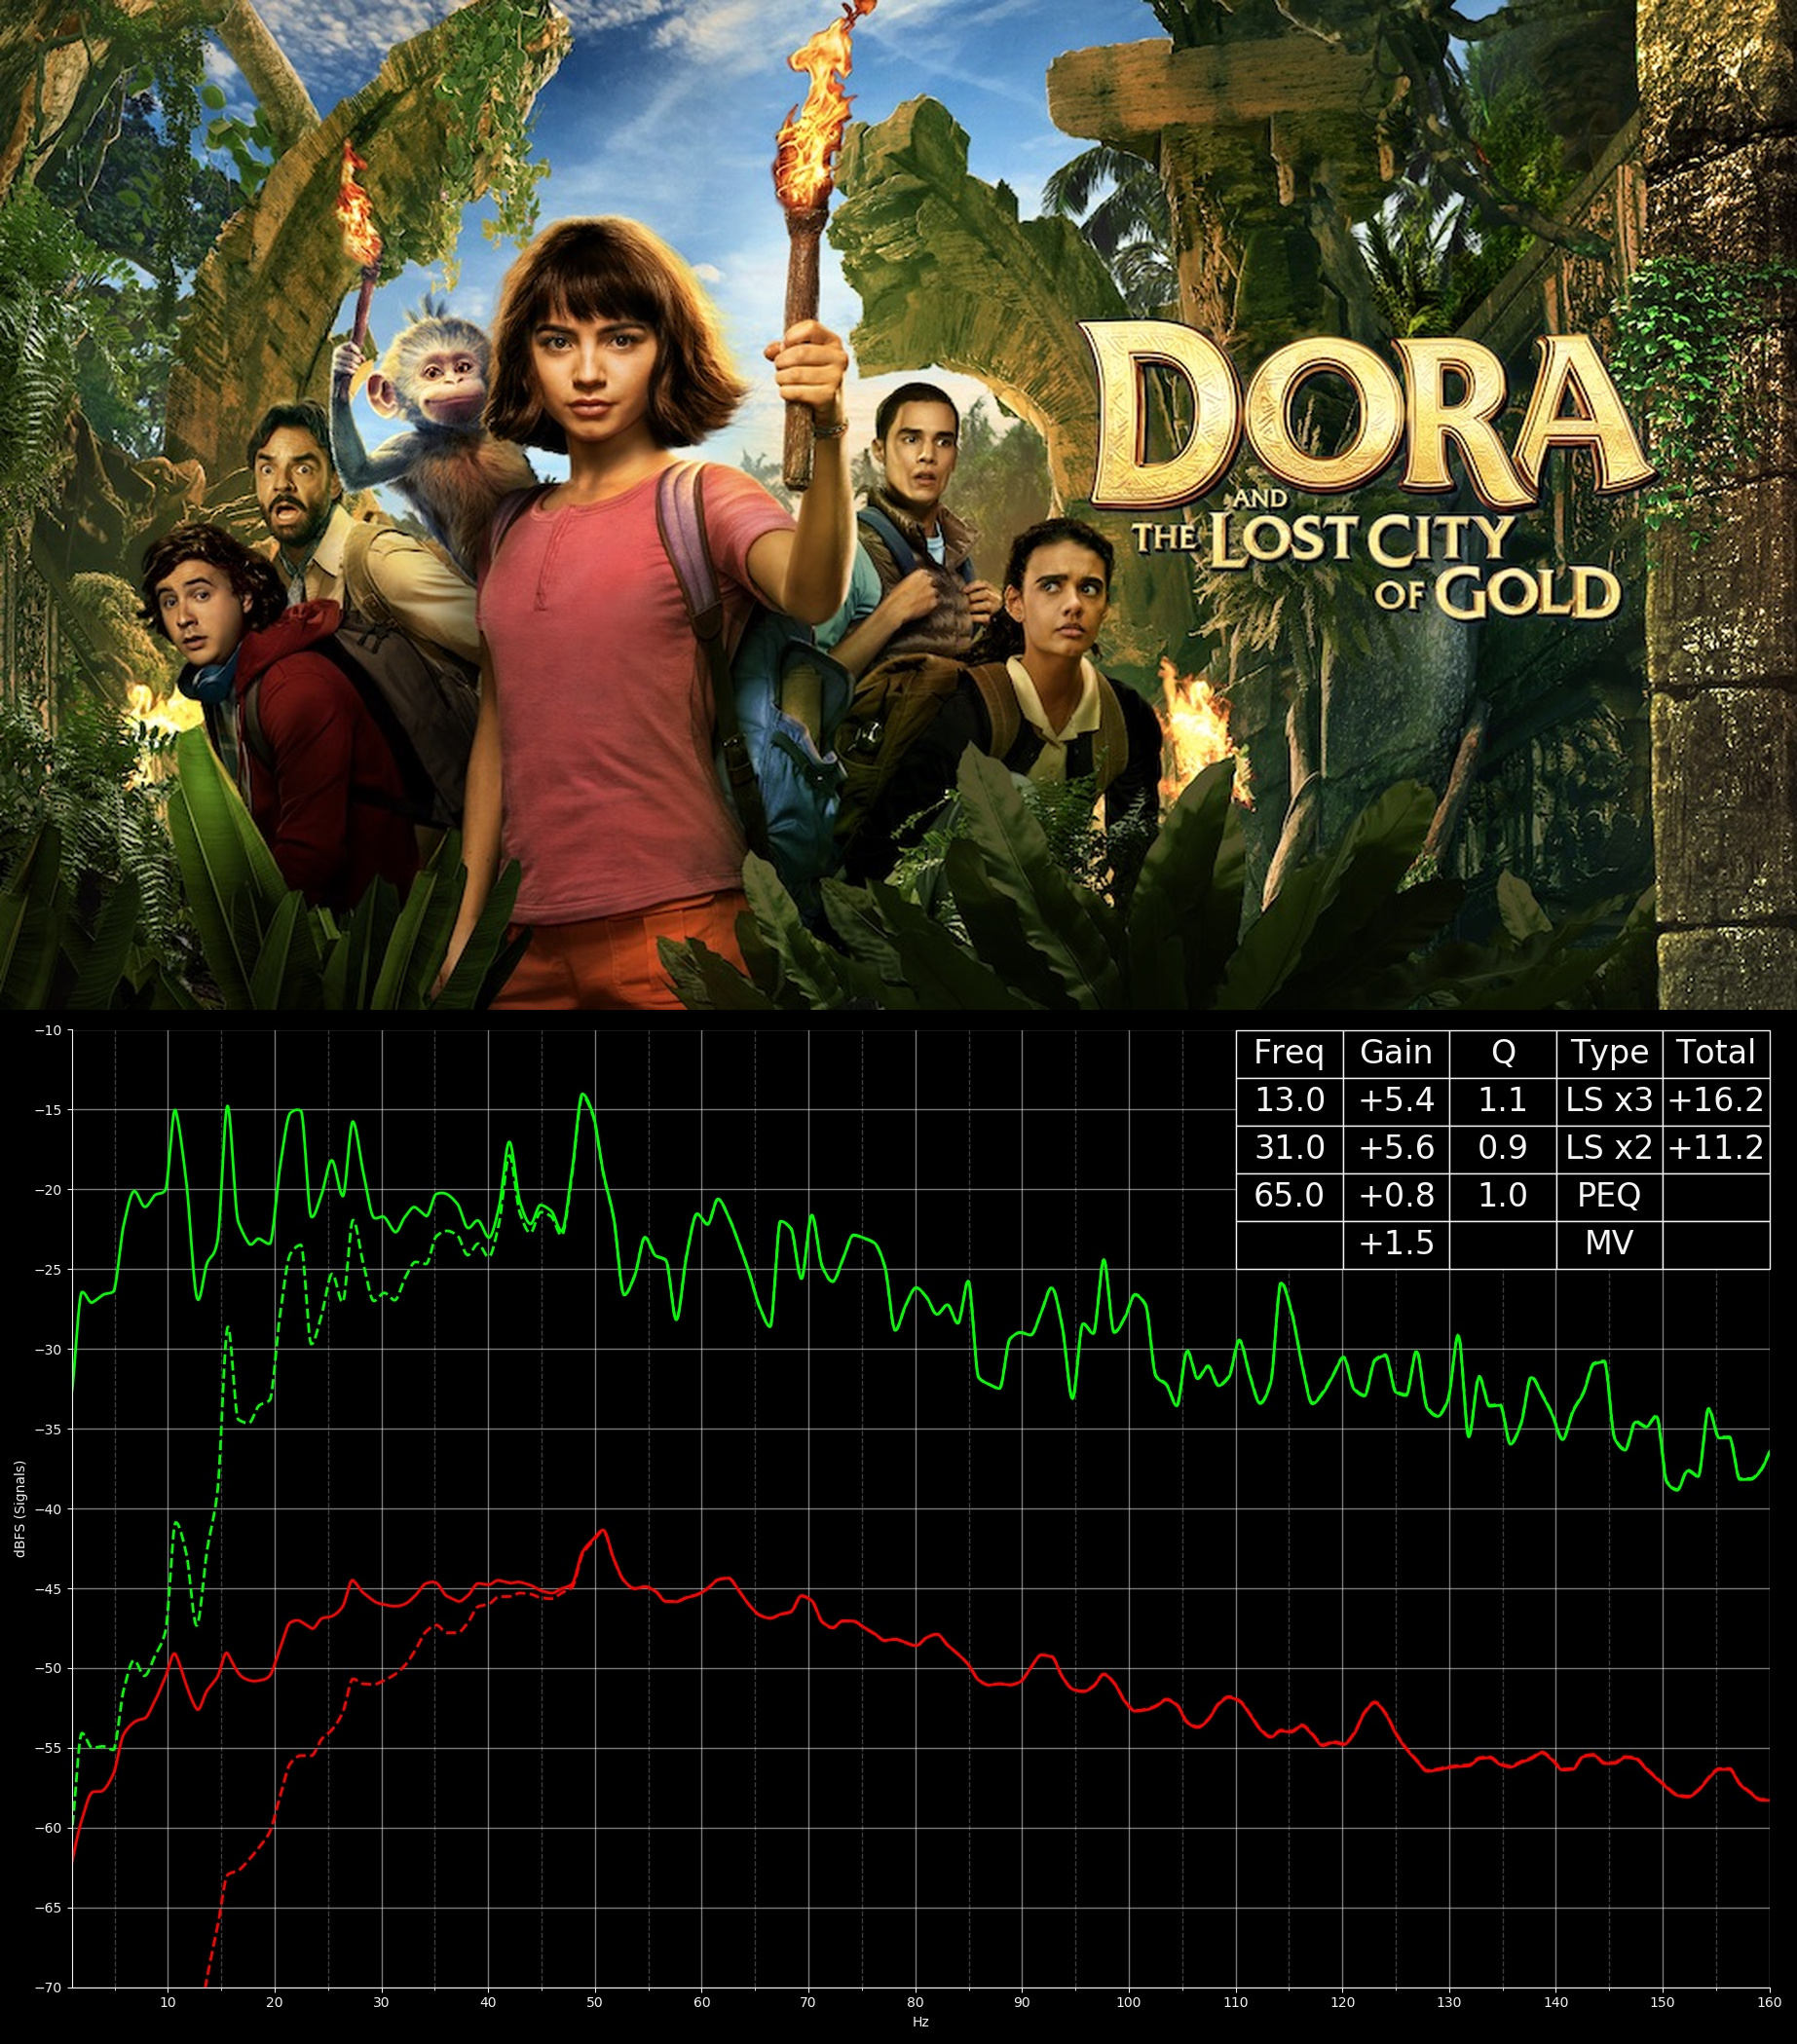 DORA
AND
THE LOST CITY
OF GOLD
Freq Gain Q Type Total
13.0 +5.4 1.1 LS x3 +16.2
31.0 +5.6 0.9 LS x2 +11.2
65.0 +0.8 1.0 PEQ
+1.5 MV
−10
−15
−20
−25
−30
−35
−40
−45
−50
−55
−60
−65
−70
dBFS (Signals)
10 20 30 40 50 60 70 80 90 100 110 120 130 140 150 160
Hz